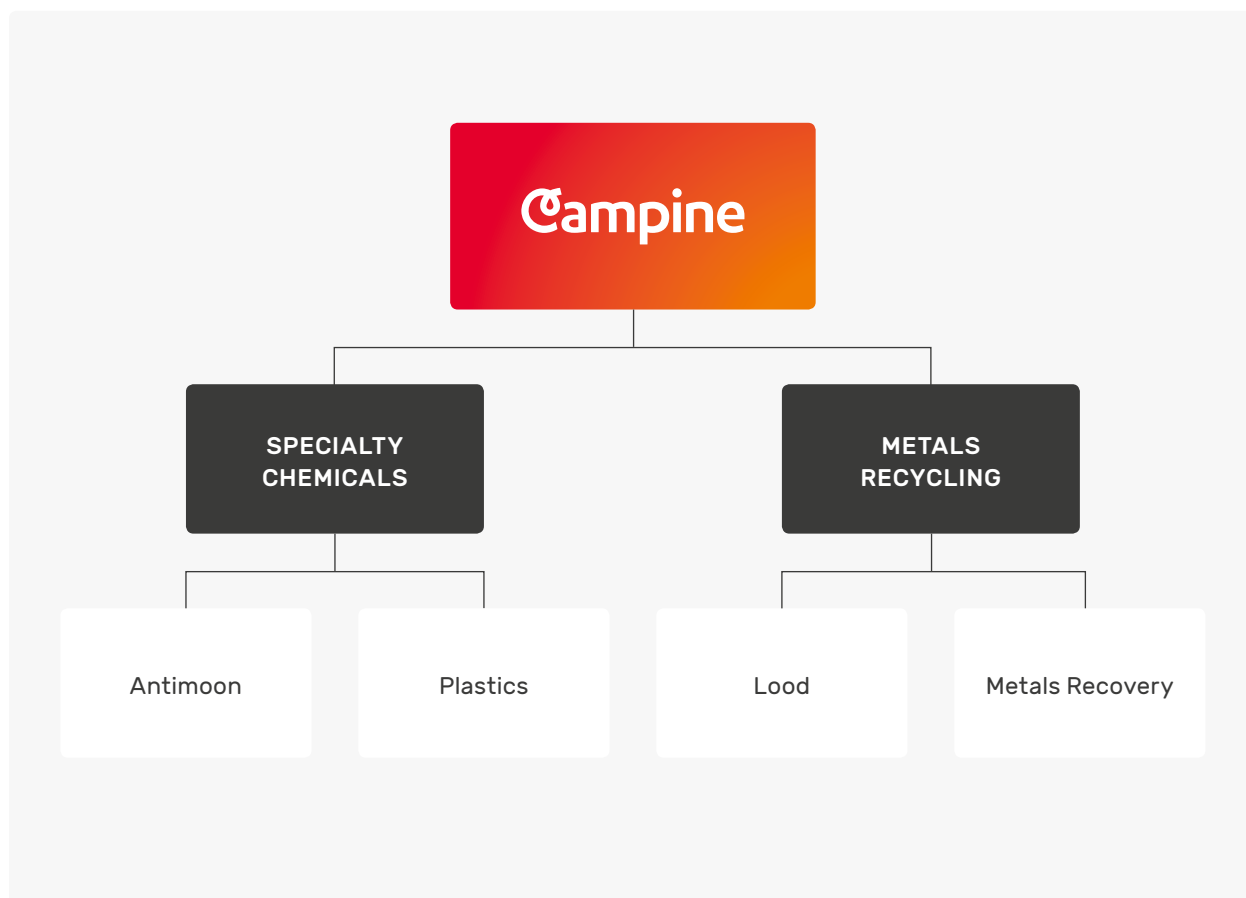 Campine
SPECIALTY
CHEMICALS
METALS
RECYCLING
Antimoon
Plastics
Lood
Metals Recovery